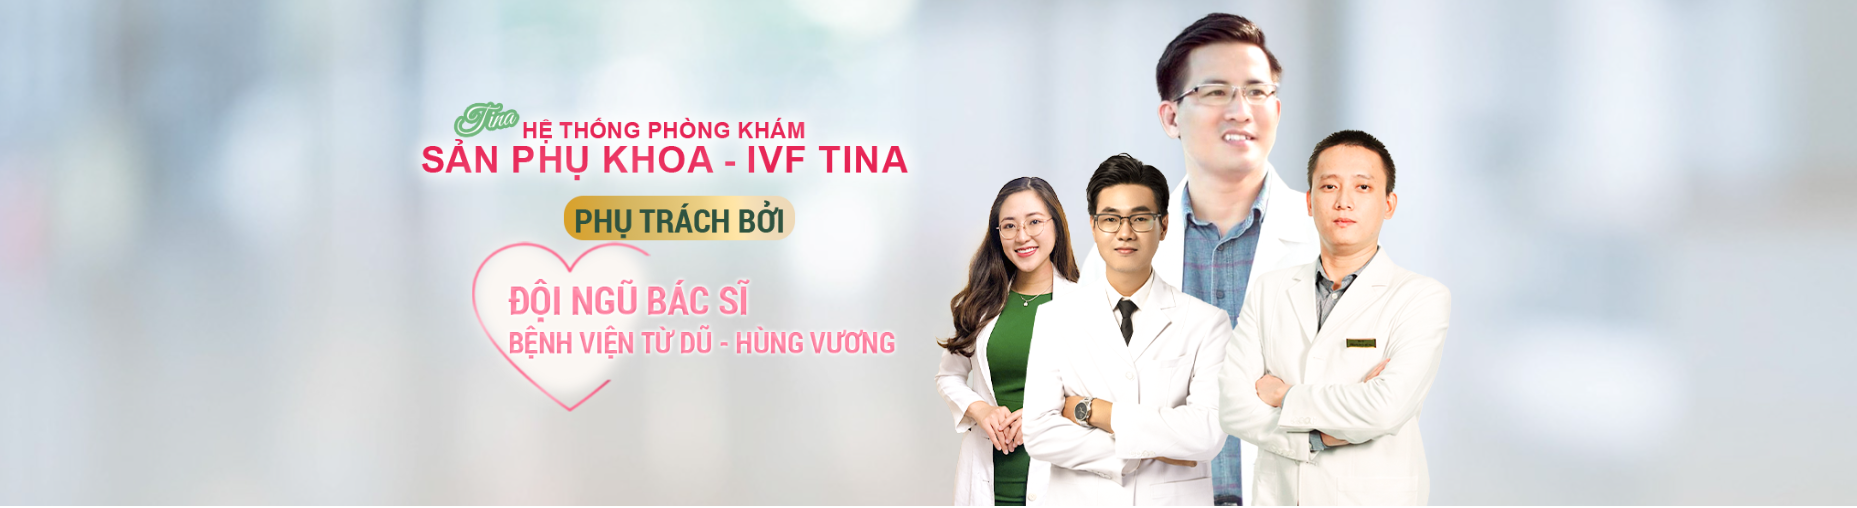 Tina
HỆ THỐNG PHÒNG KHÁM
SẢN PHỤ KHOA - IVF TINA
PHỤ TRÁCH BỞI
ĐỘI NGŨ BÁC SĨ
BỆNH VIỆN TỪ DŨ - HÙNG VƯƠNG